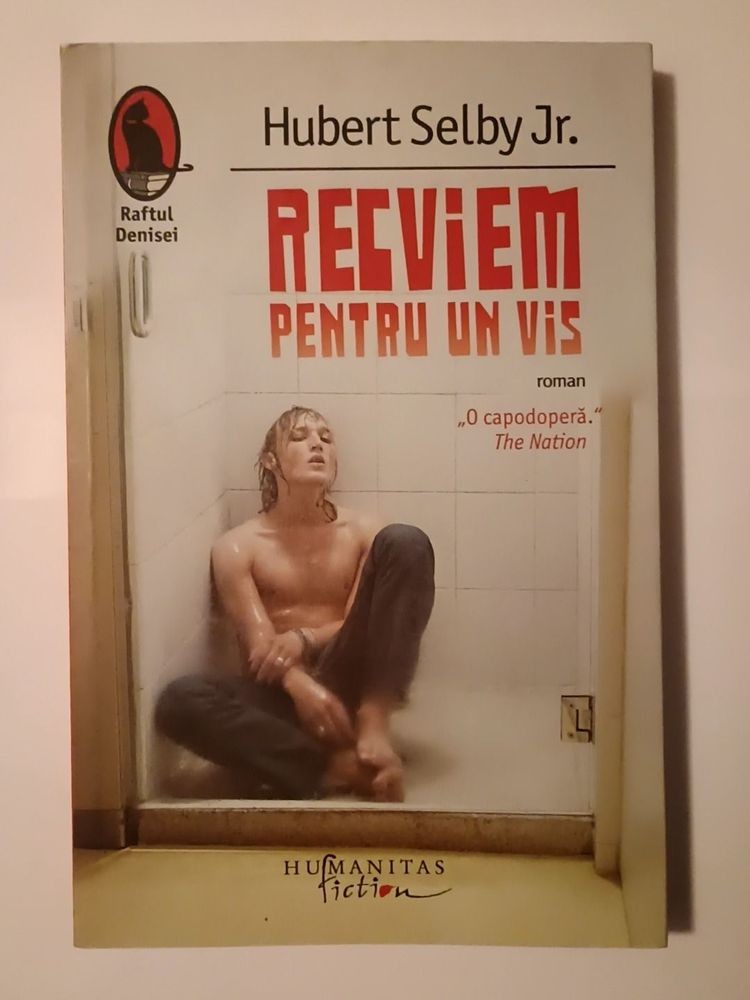 Hubert Selby Jr.
Raftul
Denisei
RECViEM
PENTRU UN ViS
roman
„O capodoperă.“
The Nation
HUMANITAS
fiction